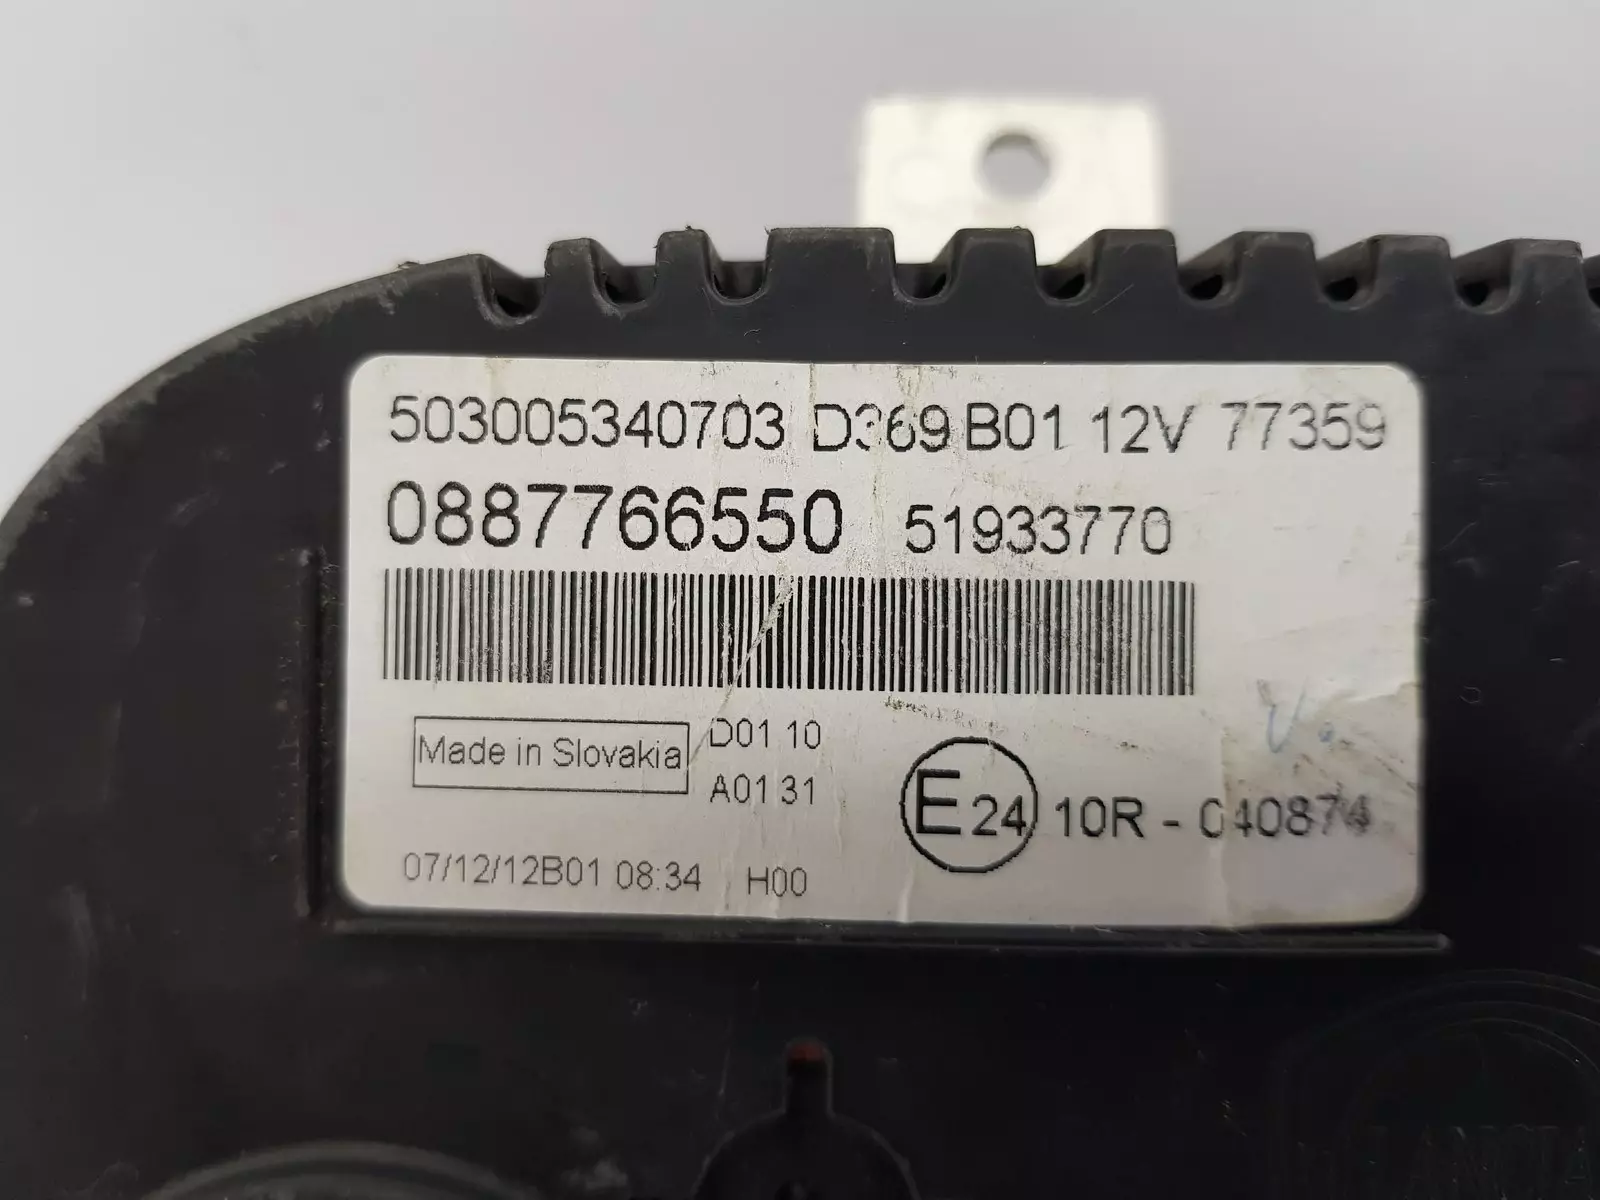 503005340703 D369 B01 12V 77359
0887766550 51933770
Made in Slovakia
D01 10
A01 31
E24 10R - 040874
07/12/12B01 08:34 H00
LANCIA